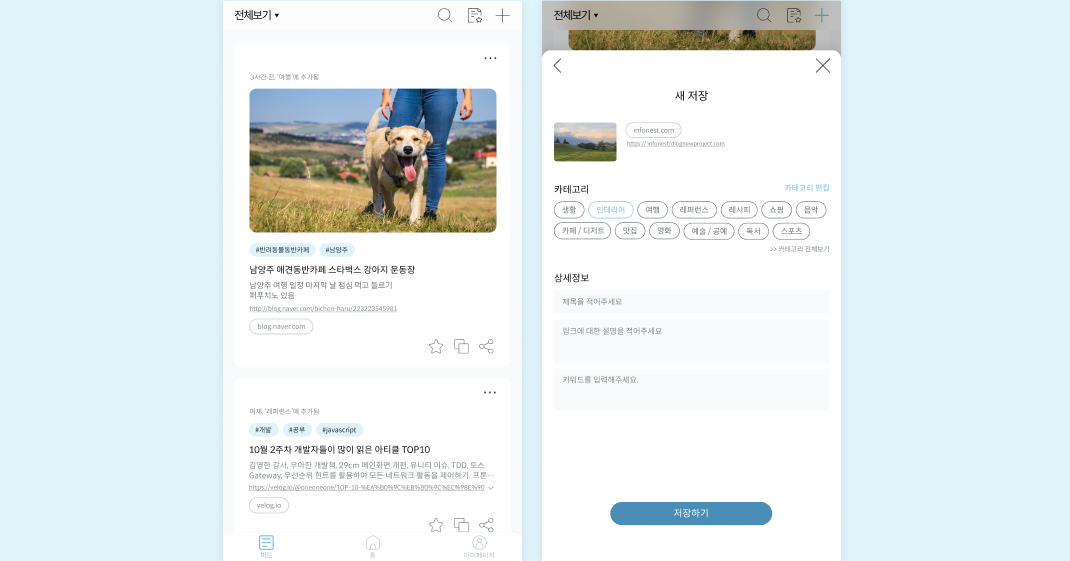 전체보기 ▾
3시간 전, '여행'에 추가됨
#반려동물동반카페 #남양주
남양주 애견동반카페 스타벅스 강아지 운동장
남양주 여행 일정 마지막 날 점심 먹고 들르기
퍼푸치노 있음
http://blog.naver.com/bichon-haru/223223545981
blog.naver.com
어제, '레퍼런스'에 추가됨
#개발 #공부 #javascript
10월 2주차 개발자들이 많이 읽은 아티클 TOP10
김영한 강사, 우아한 개발책, 29cm 메인화면 개편, 유니티 이슈, TDD, 토스
Gateway, 우선순위 힌트를 활용하여 모든 네트워크 활동을 제어하기, 프론…
https://velog.io/@oneoneone/TOP-10-%EA%B0%9C%EB%B0%9C%EC%9E%90
velog.io
피드 홈 마이페이지
전체보기 ▾
새 저장
infonest.com
https:// infonest/dlognewproject.com
카테고리 카테고리 편집
생활 인테리어 여행 레퍼런스 레시피 쇼핑 음악
카페 / 디저트 맛집 영화 예술 / 공예 독서 스포츠
>> 카테고리 전체보기
상세정보
제목을 적어주세요
링크에 대한 설명을 적어주세요
키워드를 입력해주세요.
저장하기